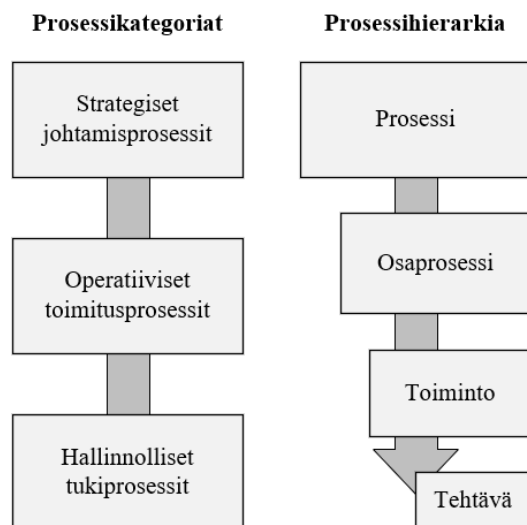 Prosessikategoriat
Strategiset
johtamisprosessit
Operatiiviset
toimitusprosessit
Hallinnolliset
tukiprosessit
Prosessihierarkia
Prosessi
Osaprosessi
Toiminto
Tehtävä